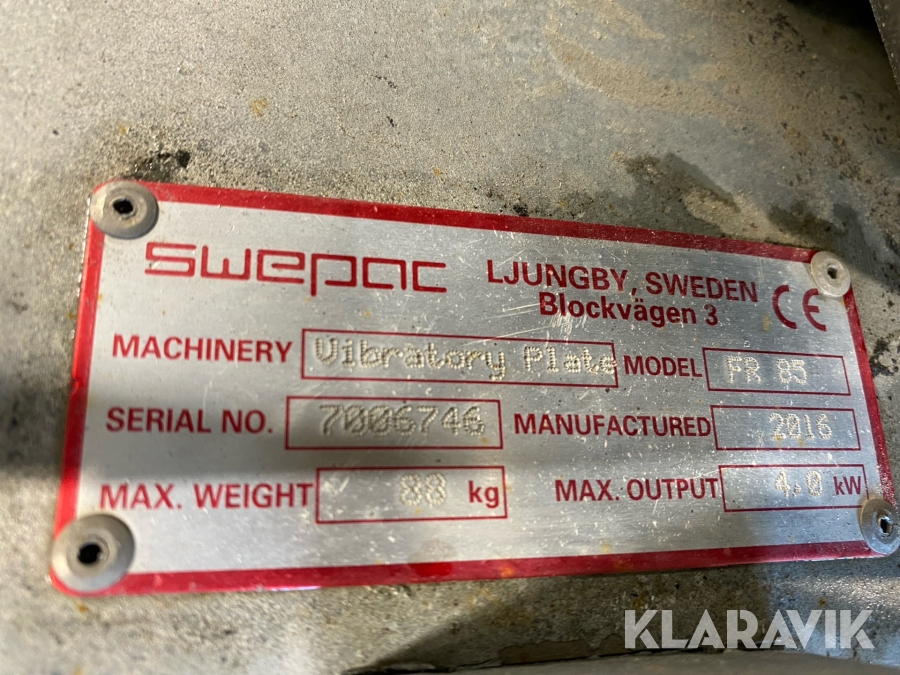 swepac LJUNGBY, SWEDEN CE
Blockvägen 3
MACHINERY Vibratory Plate MODEL FR 85
SERIAL NO. 7006746 MANUFACTURED 2016
MAX. WEIGHT 88 kg MAX. OUTPUT 4.0 kW
KLARAVIK